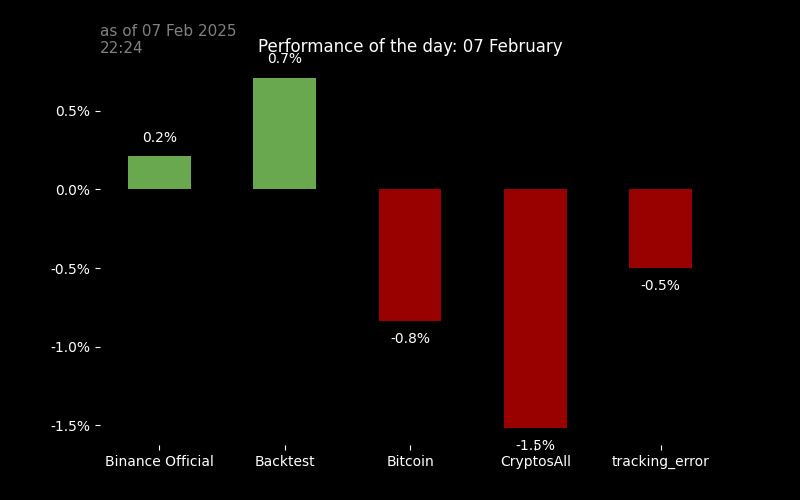 as of 07 Feb 2025
22:24
Performance of the day: 07 February
0.7%
0.5%
0.2%
0.0%
-0.5%
-0.5%
-0.8%
-1.0%
-1.5%
-1.5%
Binance Official
Backtest
Bitcoin
CryptosAll
tracking_error